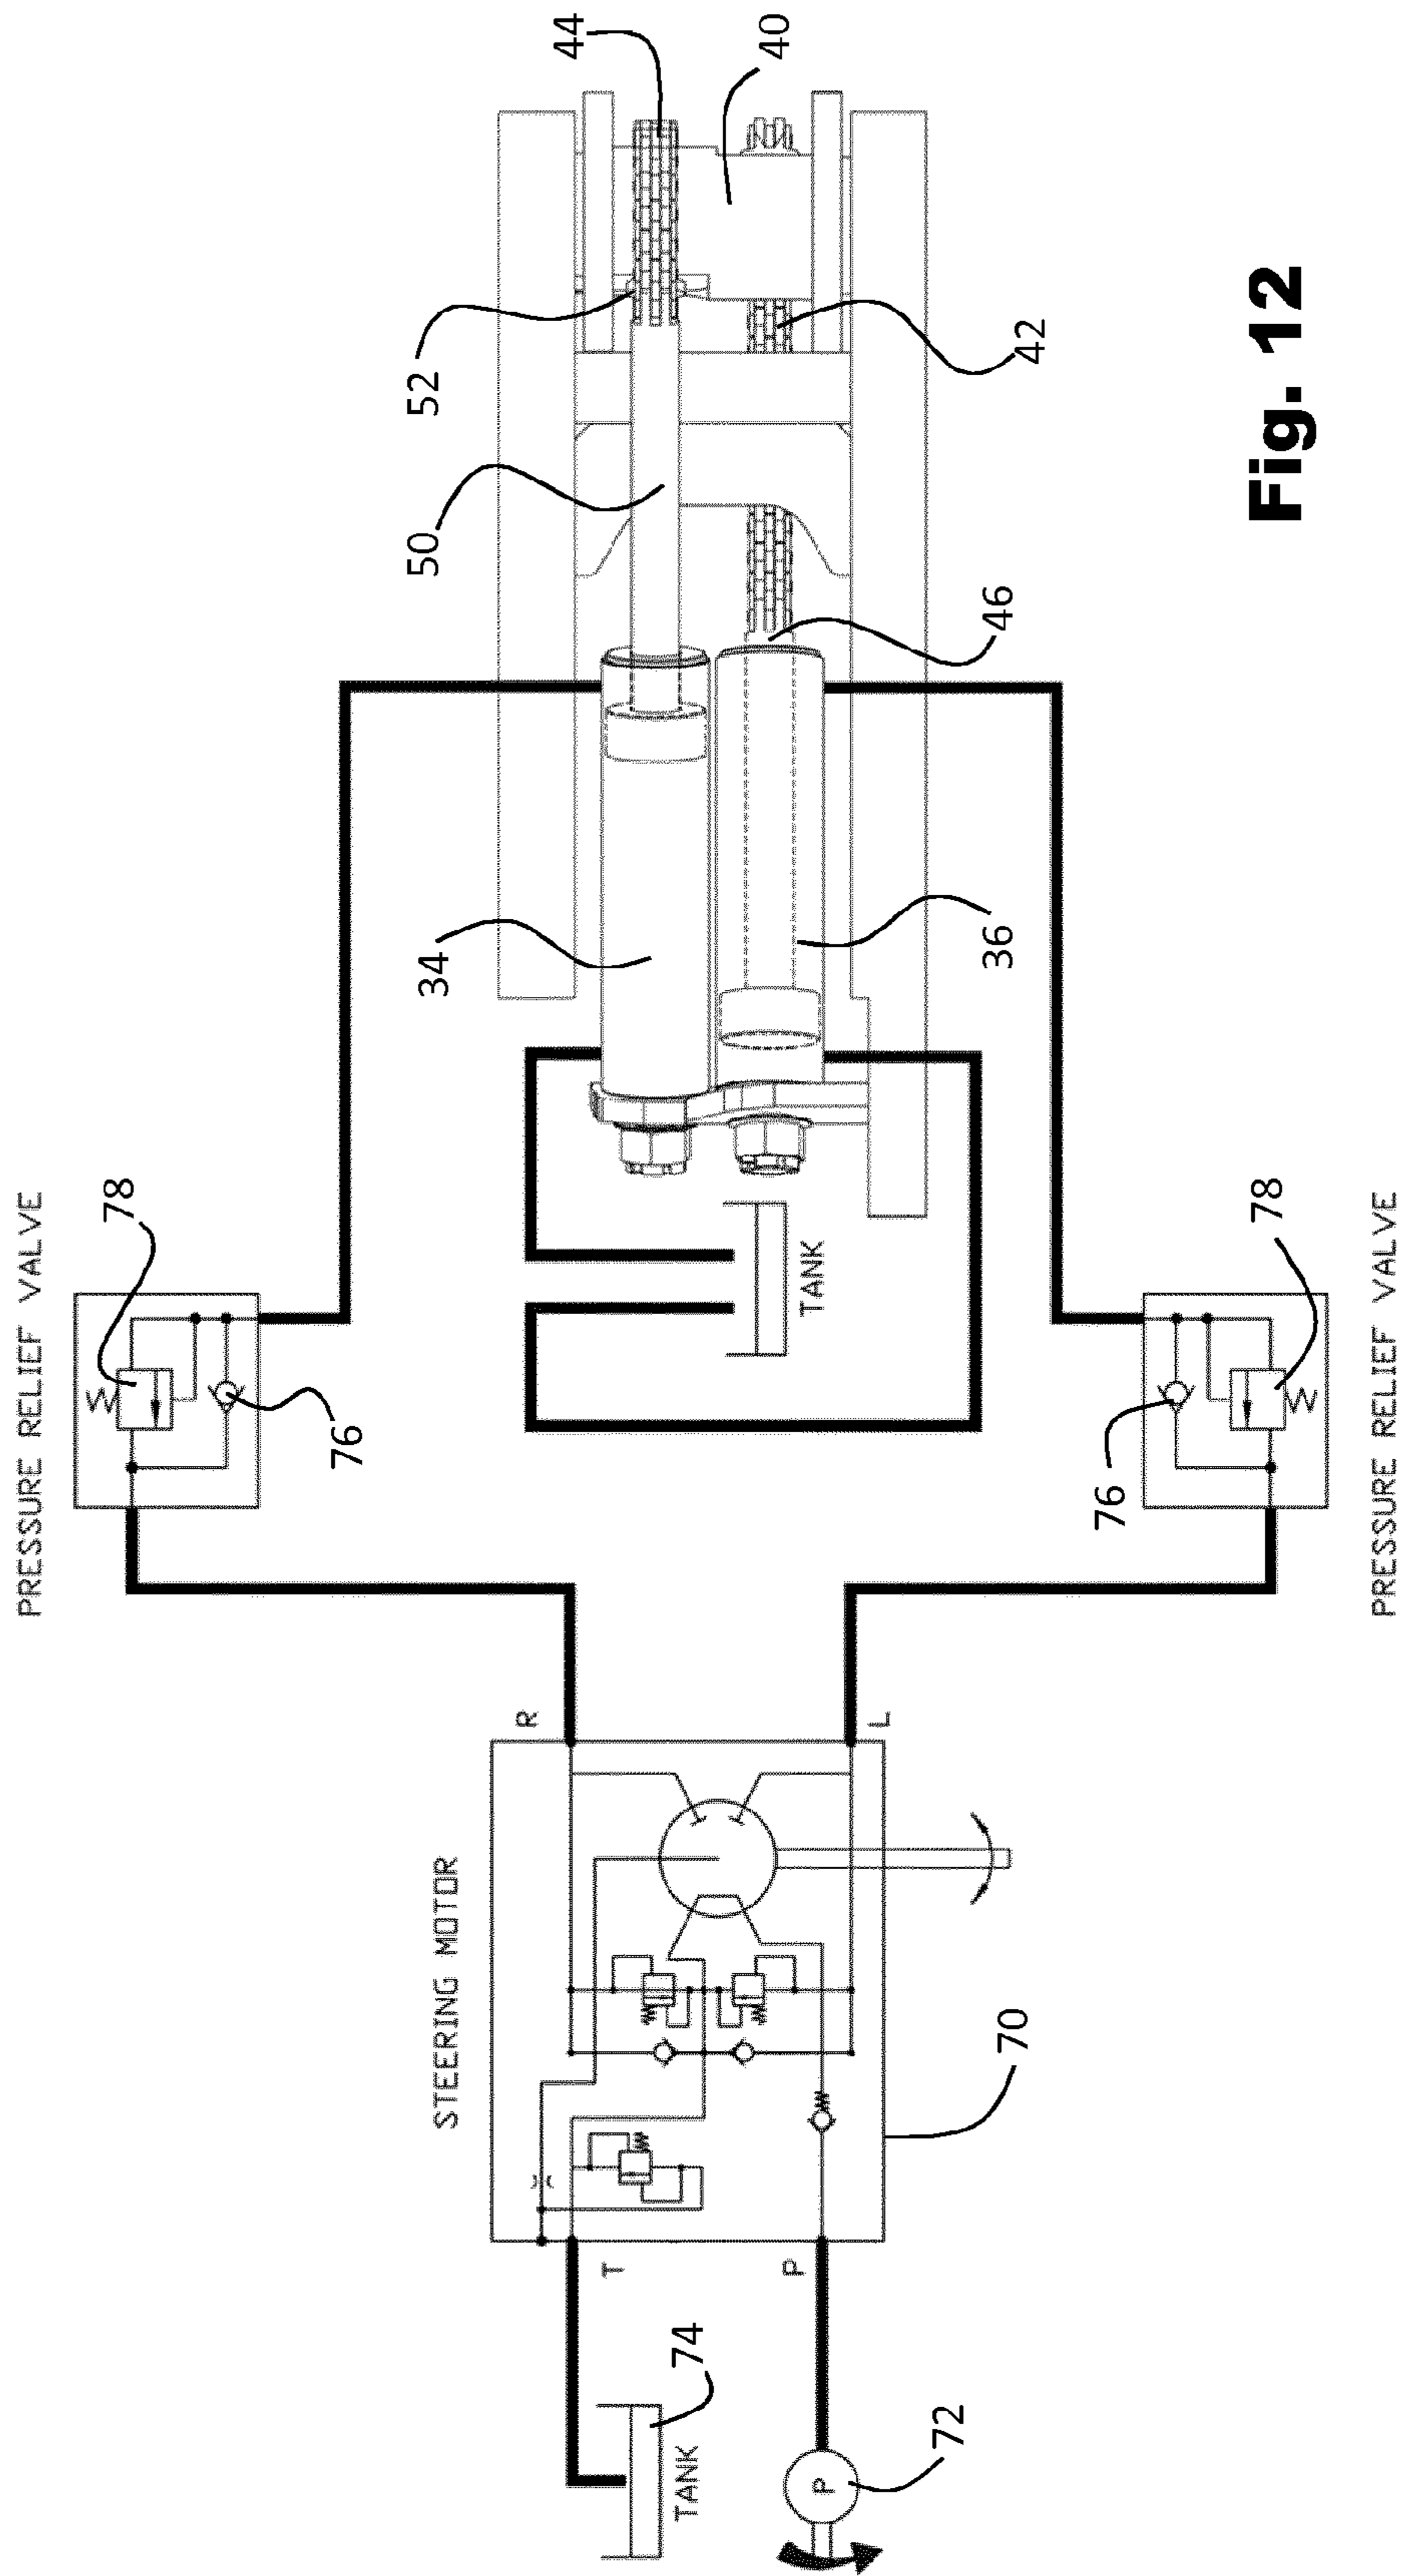 PRESSURE RELIEF VALVE
78
76
STEERING MOTOR
R
L
T
P
70
TANK
74
P
72
TANK
34
36
50
46
52
42
44
40
76
78
PRESSURE RELIEF VALVE
Fig. 12